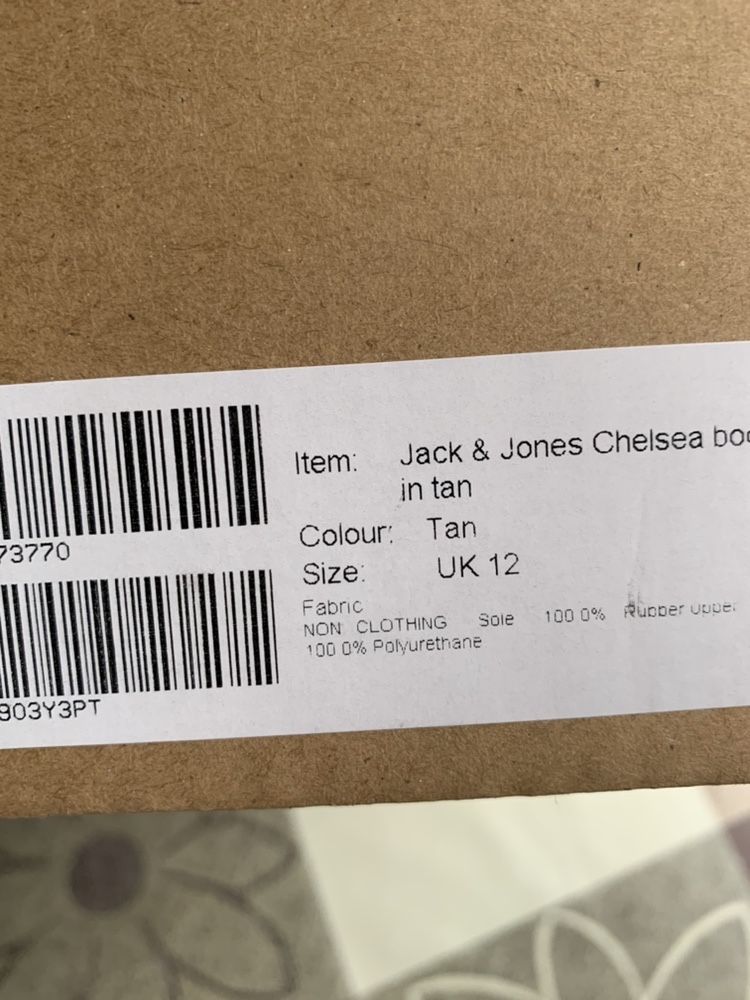 Item: Jack & Jones Chelsea boo
in tan
Colour: Tan
Size: UK 12
Fabric
NON CLOTHING Sole 100 0% Rubber upper
100 0% Polyurethane
73770
903Y3PT